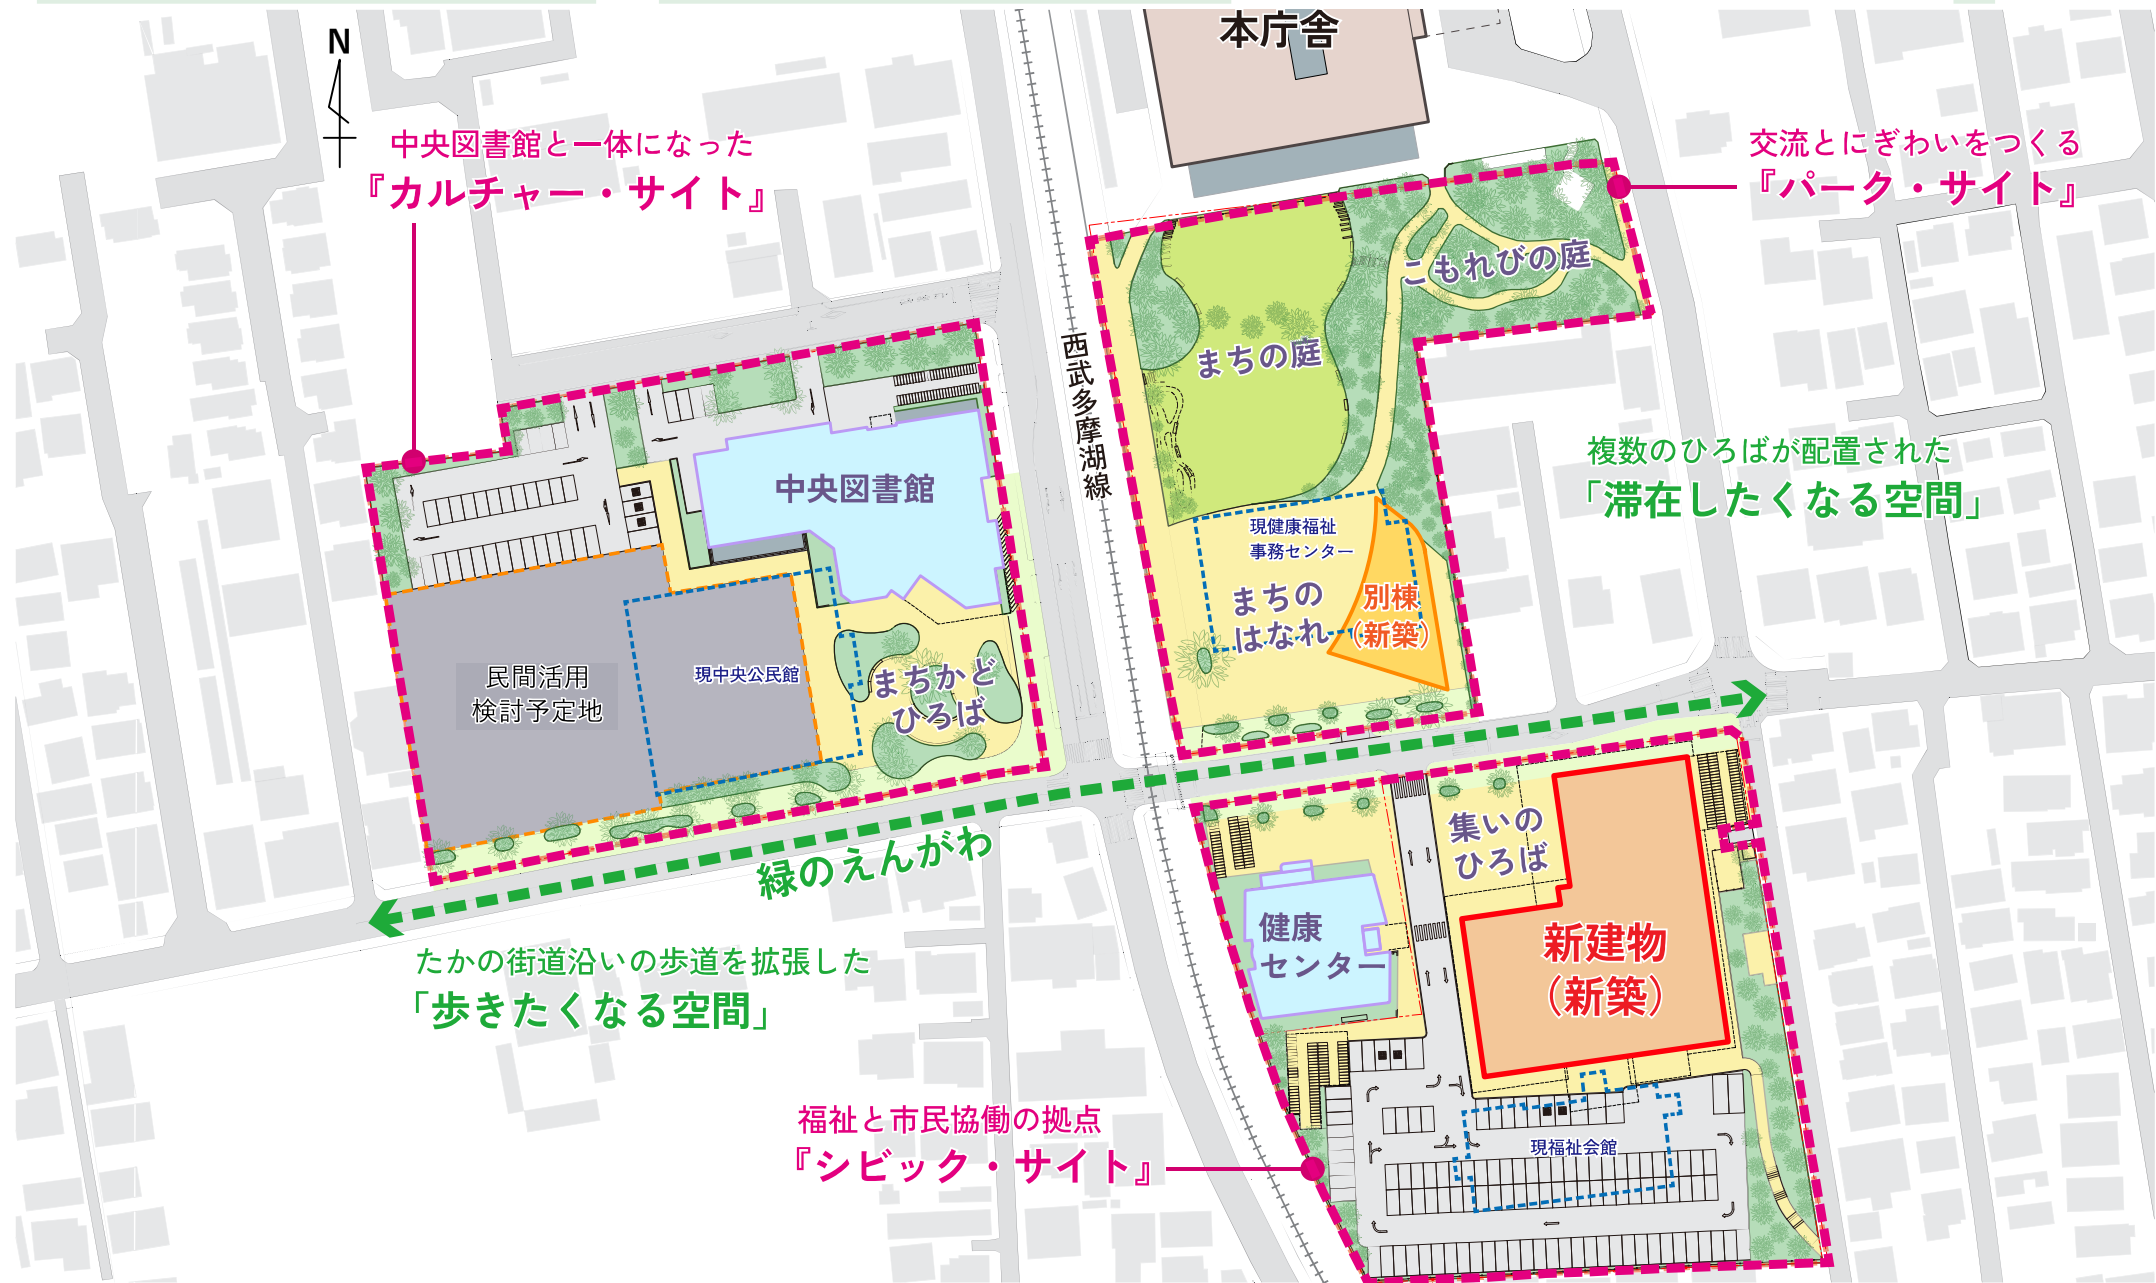 本庁舎
N
中央図書館と一体になった
『カルチャー・サイト』
交流とにぎわいをつくる
『パーク・サイト』
こもれびの庭
まちの庭
西武多摩湖線
複数のひろばが配置された
「滞在したくなる空間」
中央図書館
現健康福祉
事務センター
まちの
はなれ
別棟
（新築）
民間活用
検討予定地
現中央公民館
まちかど
ひろば
緑のえんがわ
集いの
ひろば
健康
センター
新建物
（新築）
たかの街道沿いの歩道を拡張した
「歩きたくなる空間」
福祉と市民協働の拠点
『シビック・サイト』
現福祉会館